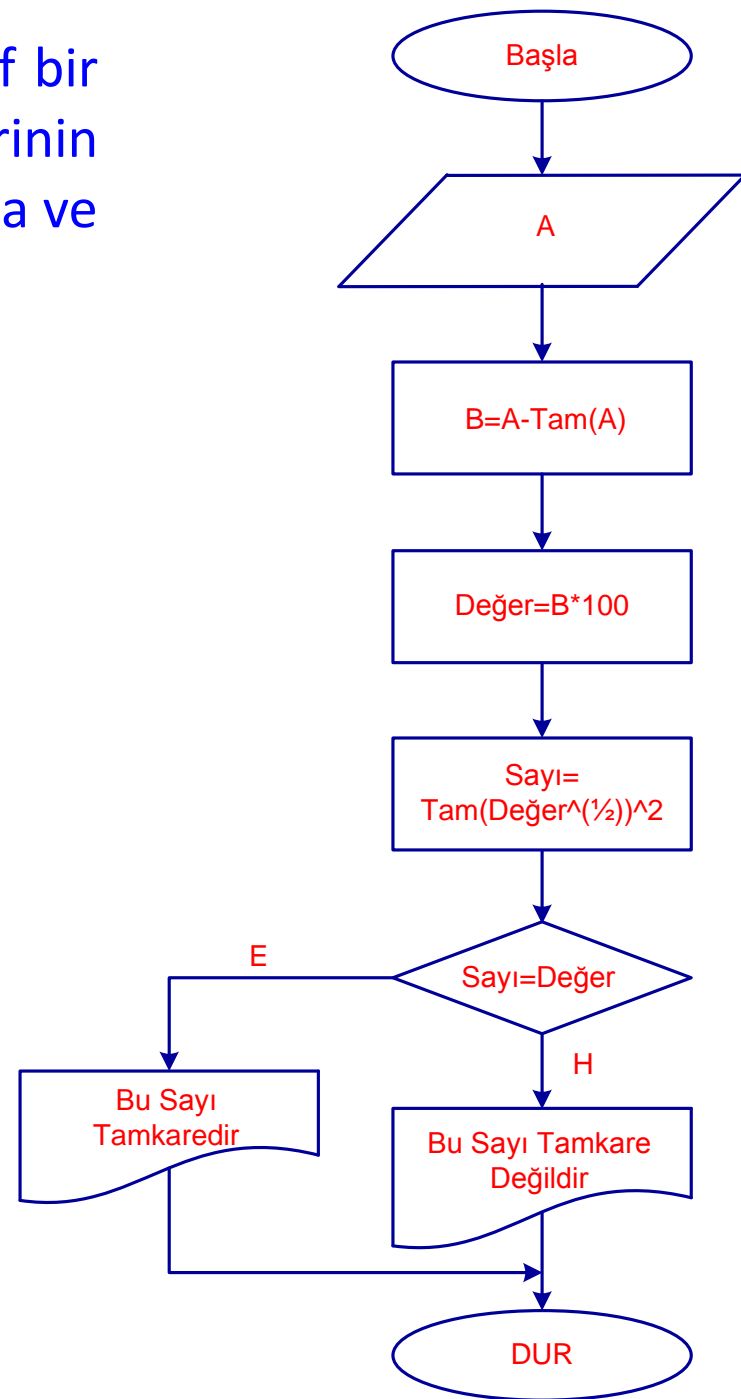 f bir
rinin
a ve
Başla
A
B=A-Tam(A)
Değer=B*100
Sayı=
Tam(Değer^(½))^2
Sayı=Değer
E
H
Bu Sayı
Tamkaredir
Bu Sayı Tamkare
Değildir
DUR